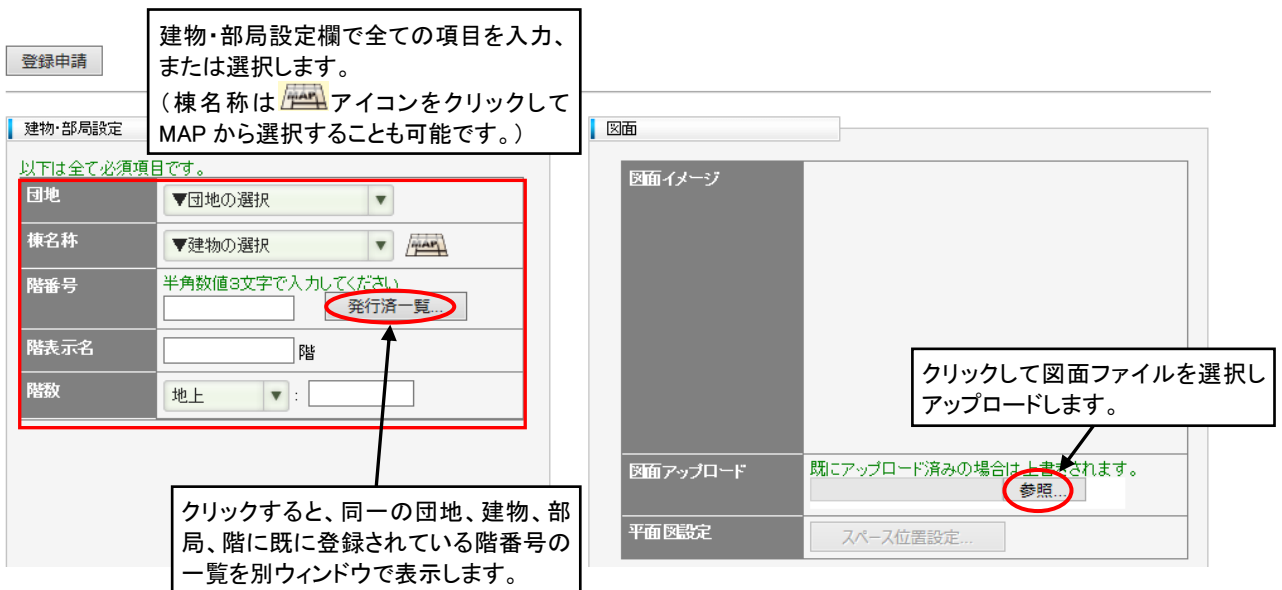 建物・部局設定欄で全ての項目を入力、
または選択します。
(棟名称は MAP アイコンをクリックして
MAP から選択することも可能です。)
登録申請
建物・部局設定
以下は全て必須項目です。
団地
▼団地の選択
棟名称
▼建物の選択
MAP
階番号
半角数値3文字で入力してください
発行済一覧...
階表示名
階
階数
地上
:
クリックすると、同一の団地、建物、部
局、階に既に登録されている階番号の
一覧を別ウィンドウで表示します。
図面
図面イメージ
クリックして図面ファイルを選択し
アップロードします。
図面アップロード
既にアップロード済みの場合は上書きされます。
参照...
平面図設定
スペース位置設定...